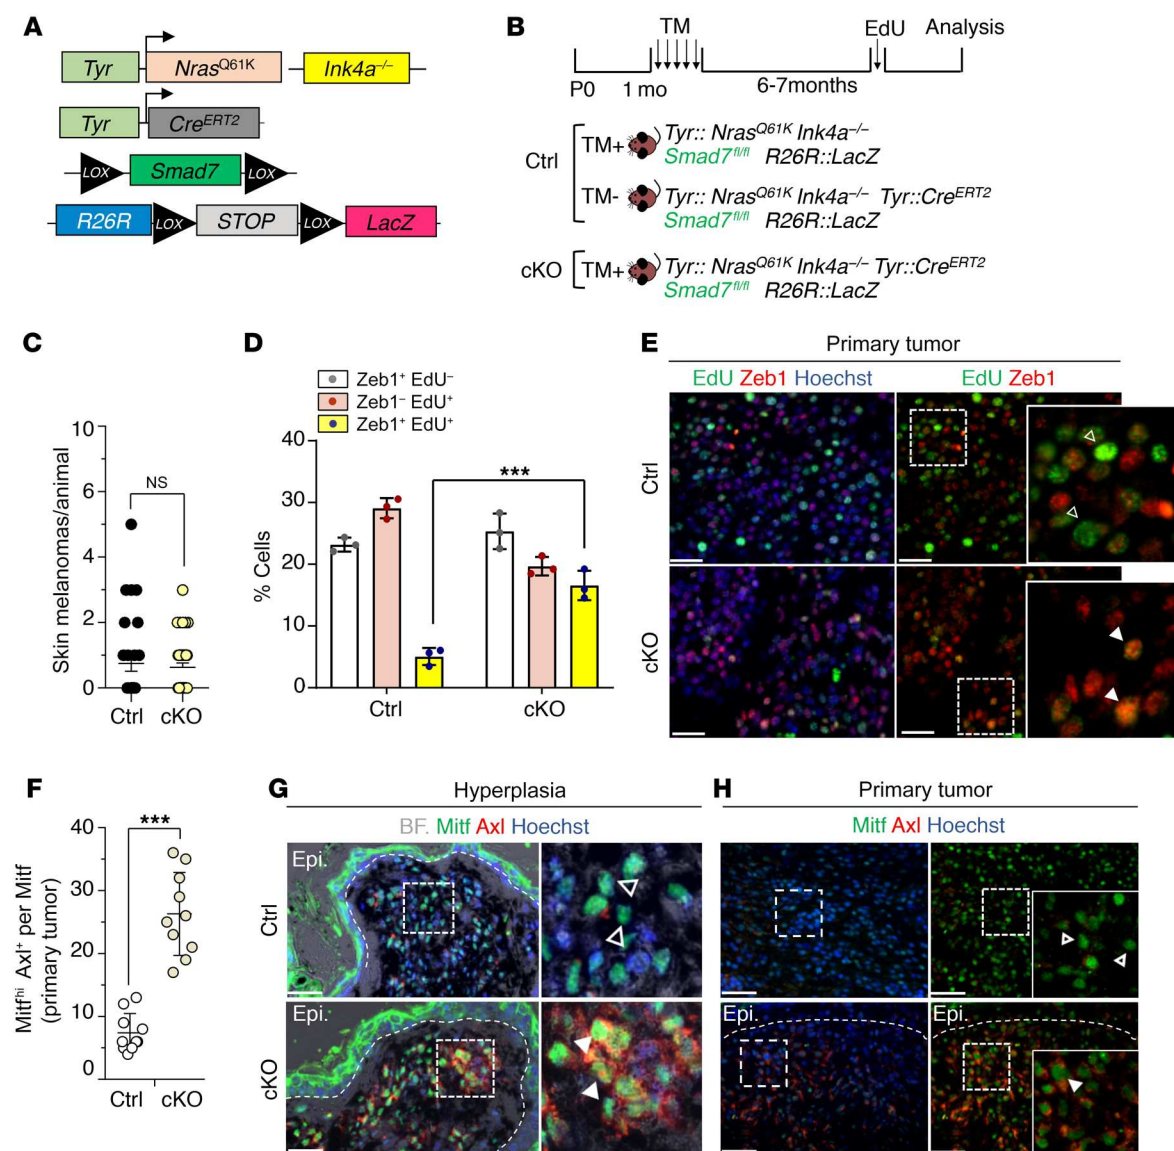 A
Tyr Nras^Q61K Ink4a^–/–
Tyr Cre^ERT2
LOX Smad7 LOX
R26R LOX STOP LOX LacZ
B
TM EdU Analysis
P0 1 mo 6-7months
Ctrl
TM+ Tyr:: Nras^Q61K Ink4a^–/–
Smad7^fl/fl R26R::LacZ
TM- Tyr:: Nras^Q61K Ink4a^–/– Tyr::Cre^ERT2
Smad7^fl/fl R26R::LacZ
cKO TM+ Tyr:: Nras^Q61K Ink4a^–/– Tyr::Cre^ERT2
Smad7^fl/fl R26R::LacZ
C
Skin melanomas/animal
10
6
4
2
0
NS
Ctrl cKO
D
Zeb1⁺ EdU⁻
Zeb1⁻ EdU⁺
Zeb1⁺ EdU⁺
% Cells
40
30
20
10
0
***
Ctrl cKO
E
Primary tumor
EdU Zeb1 Hoechst EdU Zeb1
Ctrl
cKO
F
Mitf^hi Axl⁺ per Mitf
(primary tumor)
40
30
20
10
0
***
Ctrl cKO
G
Hyperplasia
BF. Mitf Axl Hoechst
Ctrl
Epi.
cKO
Epi.
H
Primary tumor
Mitf Axl Hoechst
Epi. Epi.